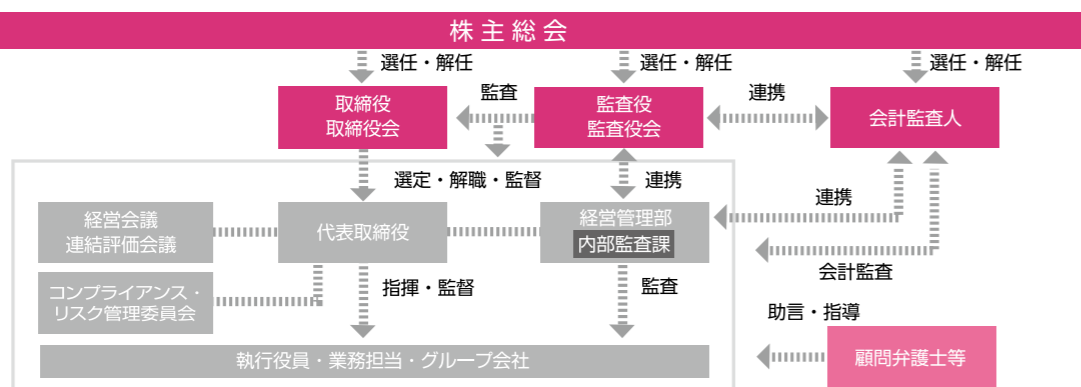 株主総会
選任・解任
選任・解任
選任・解任
取締役
取締役会
監査
監査役
監査役会
連携
会計監査人
選定・解職・監督
連携
連携
経営会議
連結評価会議
代表取締役
経営管理部
内部監査課
会計監査
コンプライアンス・
リスク管理委員会
指揮・監督
監査
助言・指導
執行役員・業務担当・グループ会社
顧問弁護士等